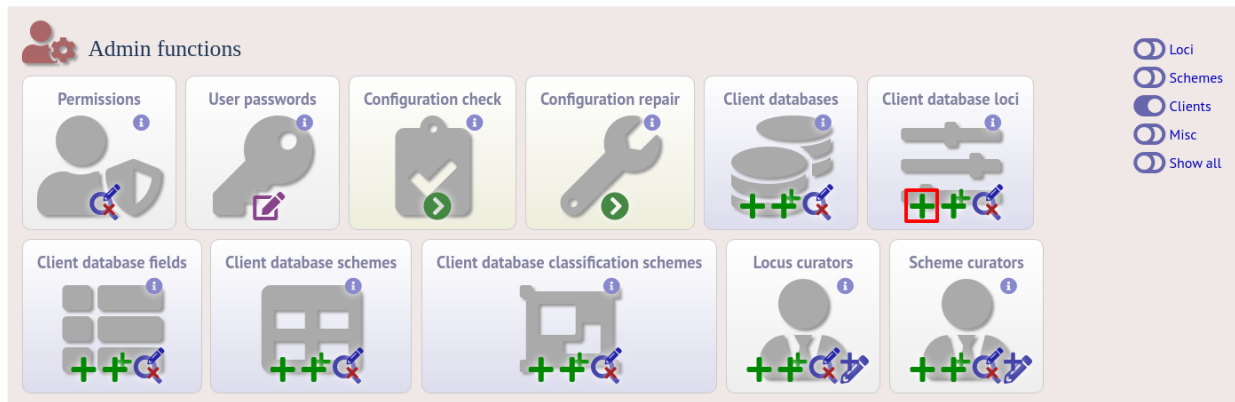 Admin functions
Loci
Schemes
Clients
Misc
Show all
Permissions
User passwords
Configuration check
Configuration repair
Client databases
Client database loci
Client database fields
Client database schemes
Client database classification schemes
Locus curators
Scheme curators